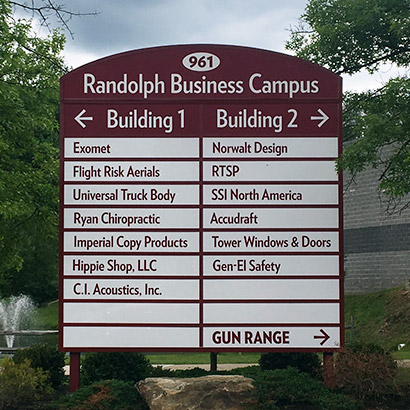 961
Randolph Business Campus
← Building 1
Building 2 →
Exomet
Norwalt Design
Flight Risk Aerials
RTSP
Universal Truck Body
SSI North America
Ryan Chiropractic
Accudraft
Imperial Copy Products
Tower Windows & Doors
Hippie Shop, LLC
Gen-El Safety
C.I. Acoustics, Inc.
GUN RANGE →